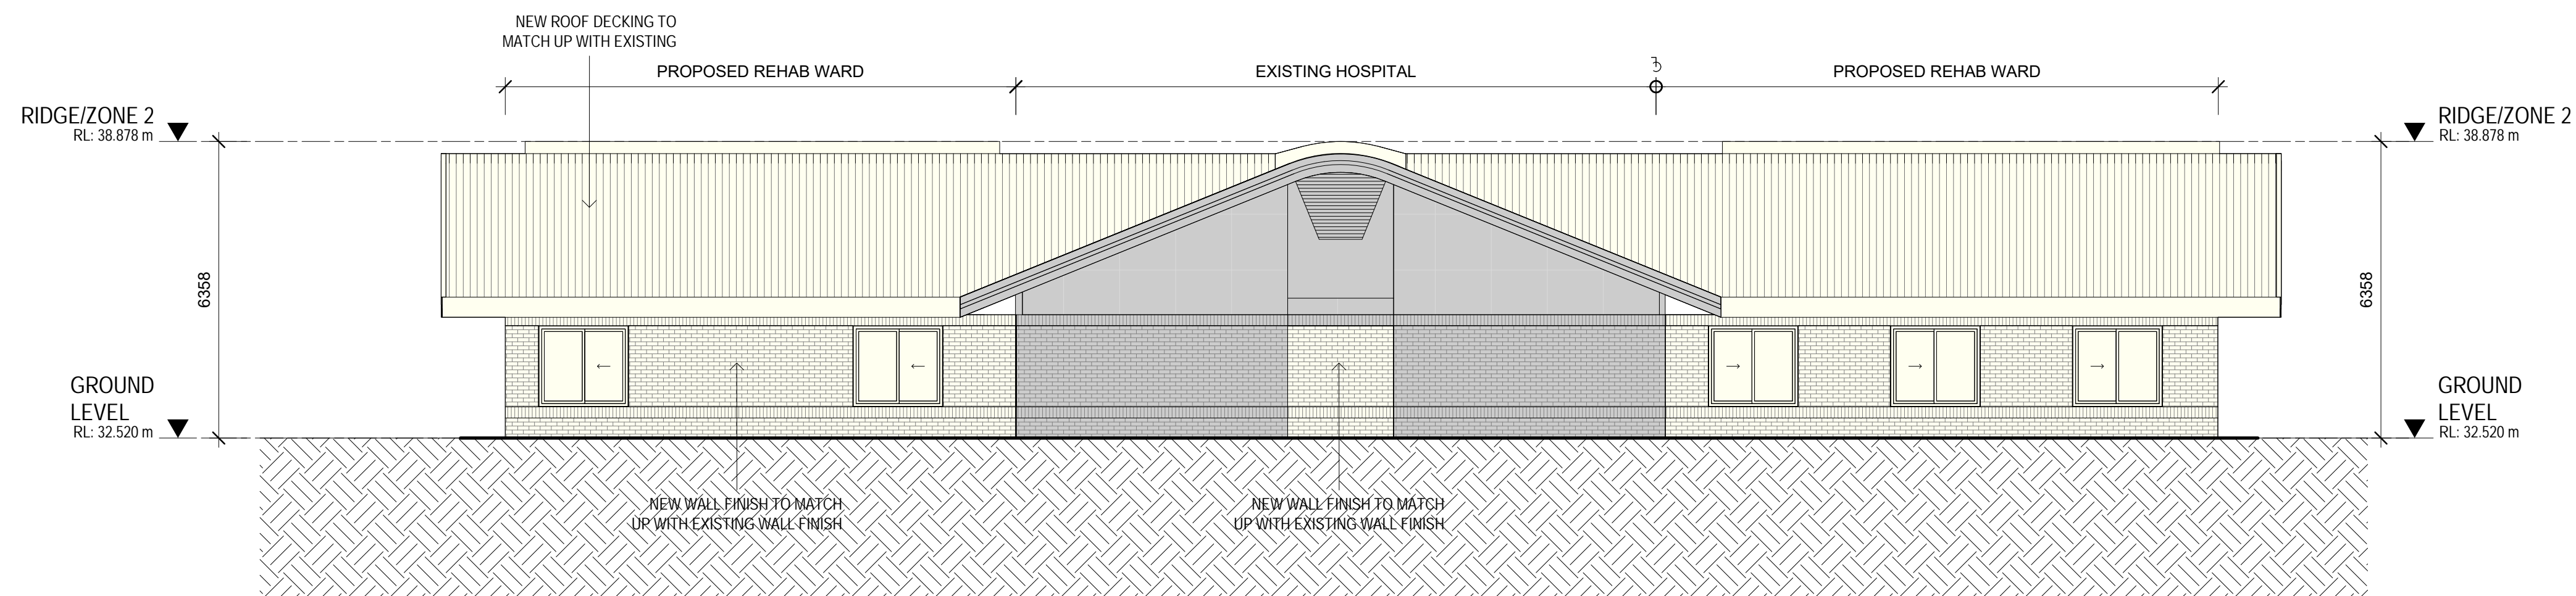 NEW ROOF DECKING TO
MATCH UP WITH EXISTING
PROPOSED REHAB WARD
EXISTING HOSPITAL
PROPOSED REHAB WARD
RIDGE/ZONE 2
RL: 38.878 m
RIDGE/ZONE 2
RL: 38.878 m
6358
6358
GROUND
LEVEL
RL: 32.520 m
GROUND
LEVEL
RL: 32.520 m
NEW WALL FINISH TO MATCH
UP WITH EXISTING WALL FINISH
NEW WALL FINISH TO MATCH
UP WITH EXISTING WALL FINISH